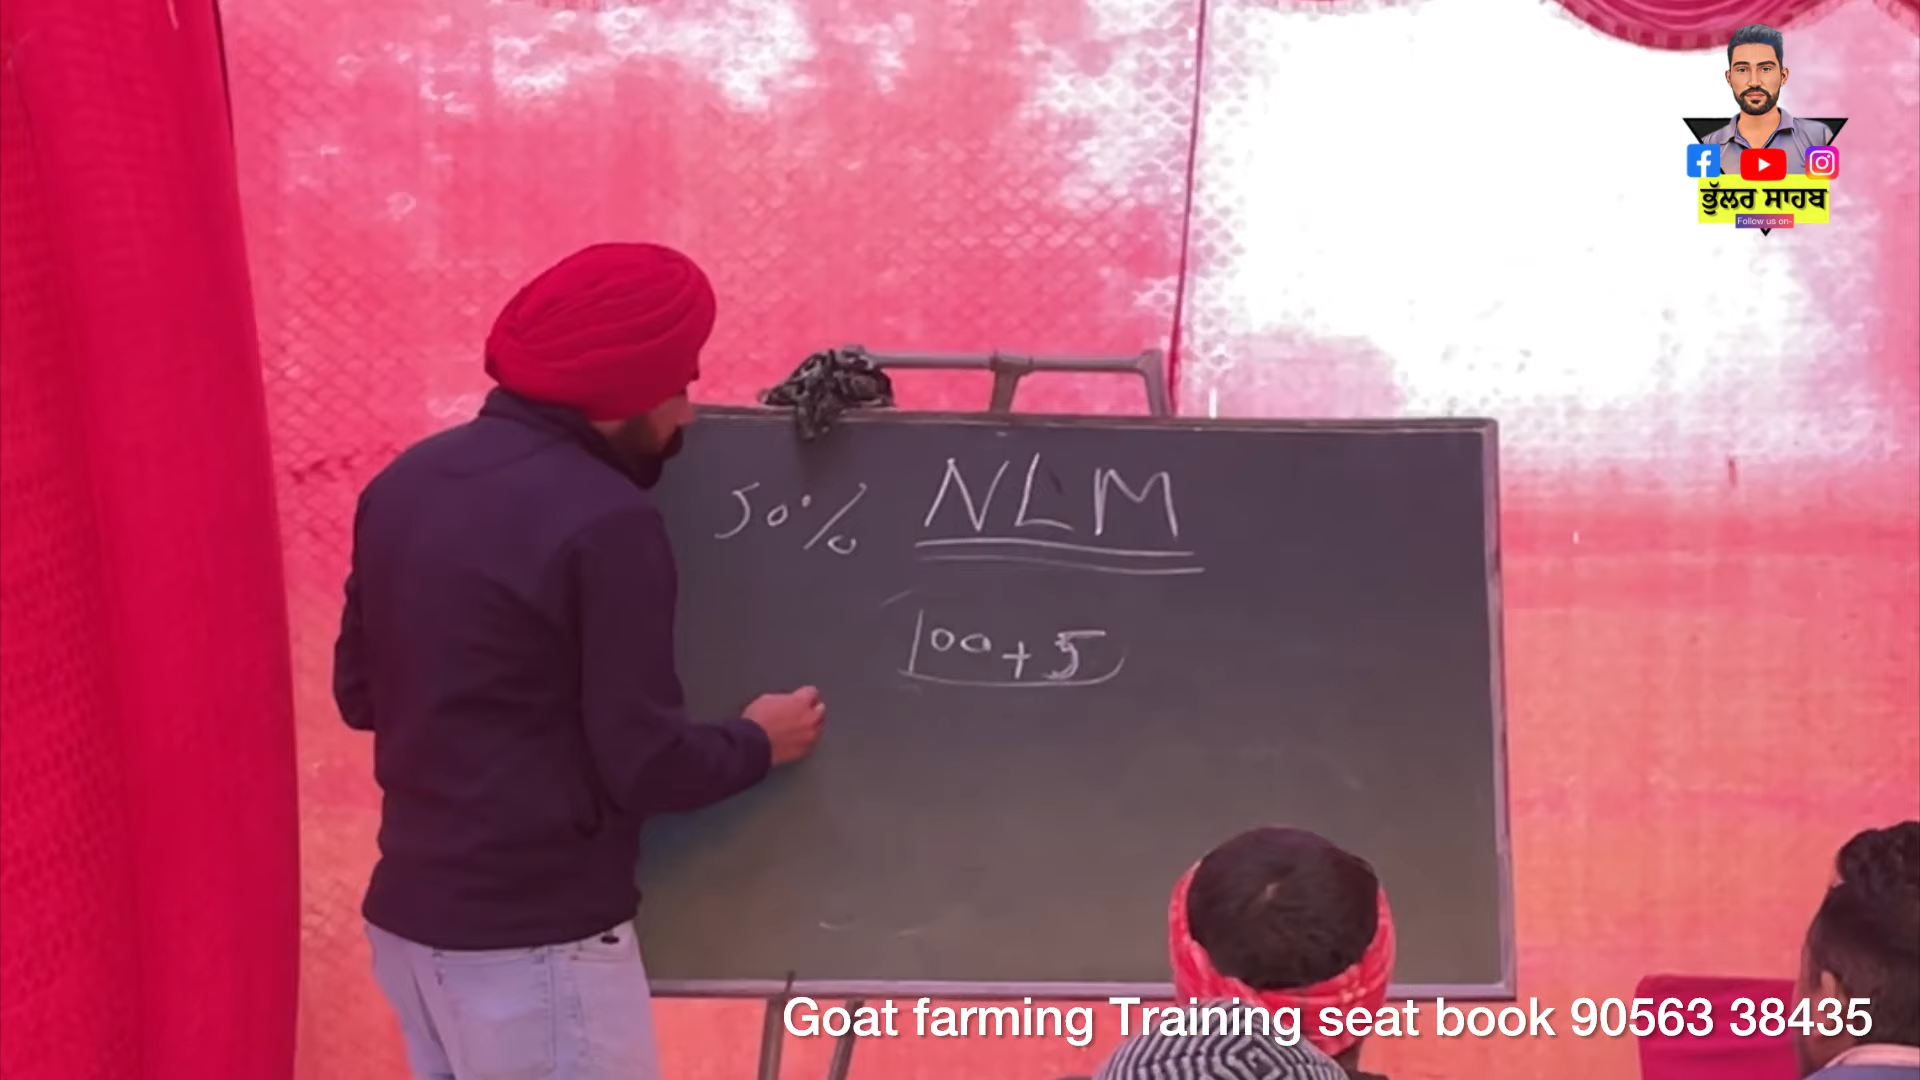 ਭੁੱਲਰ ਸਾਹਬ
Follow us on-
50% NLM
100 + 5
Goat farming Training seat book 90563 38435